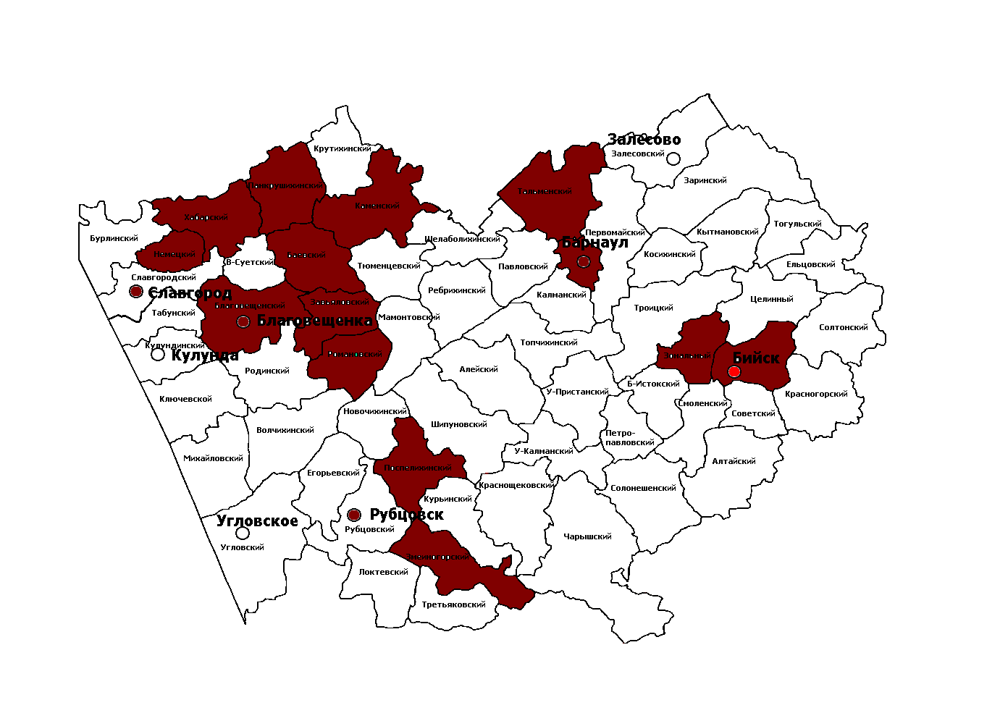 Залесово
Крутихинский
Залесовский
Заринский
Панкрушихинский
Тальменский
Каменский
Хабарский
Тогульский
Кытмановский
Первомайский
Бурлинский
Шелаболихинский
Барнаул
Немецкий
Баевский
Косихинский
В-Суетский
Тюменцевский
Павловский
Ельцовский
Славгородский
Ребрихинский
Славгород
Калманский
Целинный
Завьяловский
Благовещенский
Троицкий
Табунский
Благовещенка
Мамонтовский
Солтонский
Топчихинский
Кулундинский
Кулунда
Романовский
Зональный
Бийск
Родинский
Алейский
Б-Истокский
У-Пристанский
Красногорский
Ключевской
Смоленский
Советский
Новочихинский
Шипуновский
Волчихинский
Петро-
павловский
У-Калманский
Михайловский
Алтайский
Поспелихинский
Егорьевский
Краснощековский
Солонешенский
Курьинский
Рубцовск
Угловское
Рубцовский
Чарышский
Угловский
Змеиногорский
Локтевский
Третьяковский